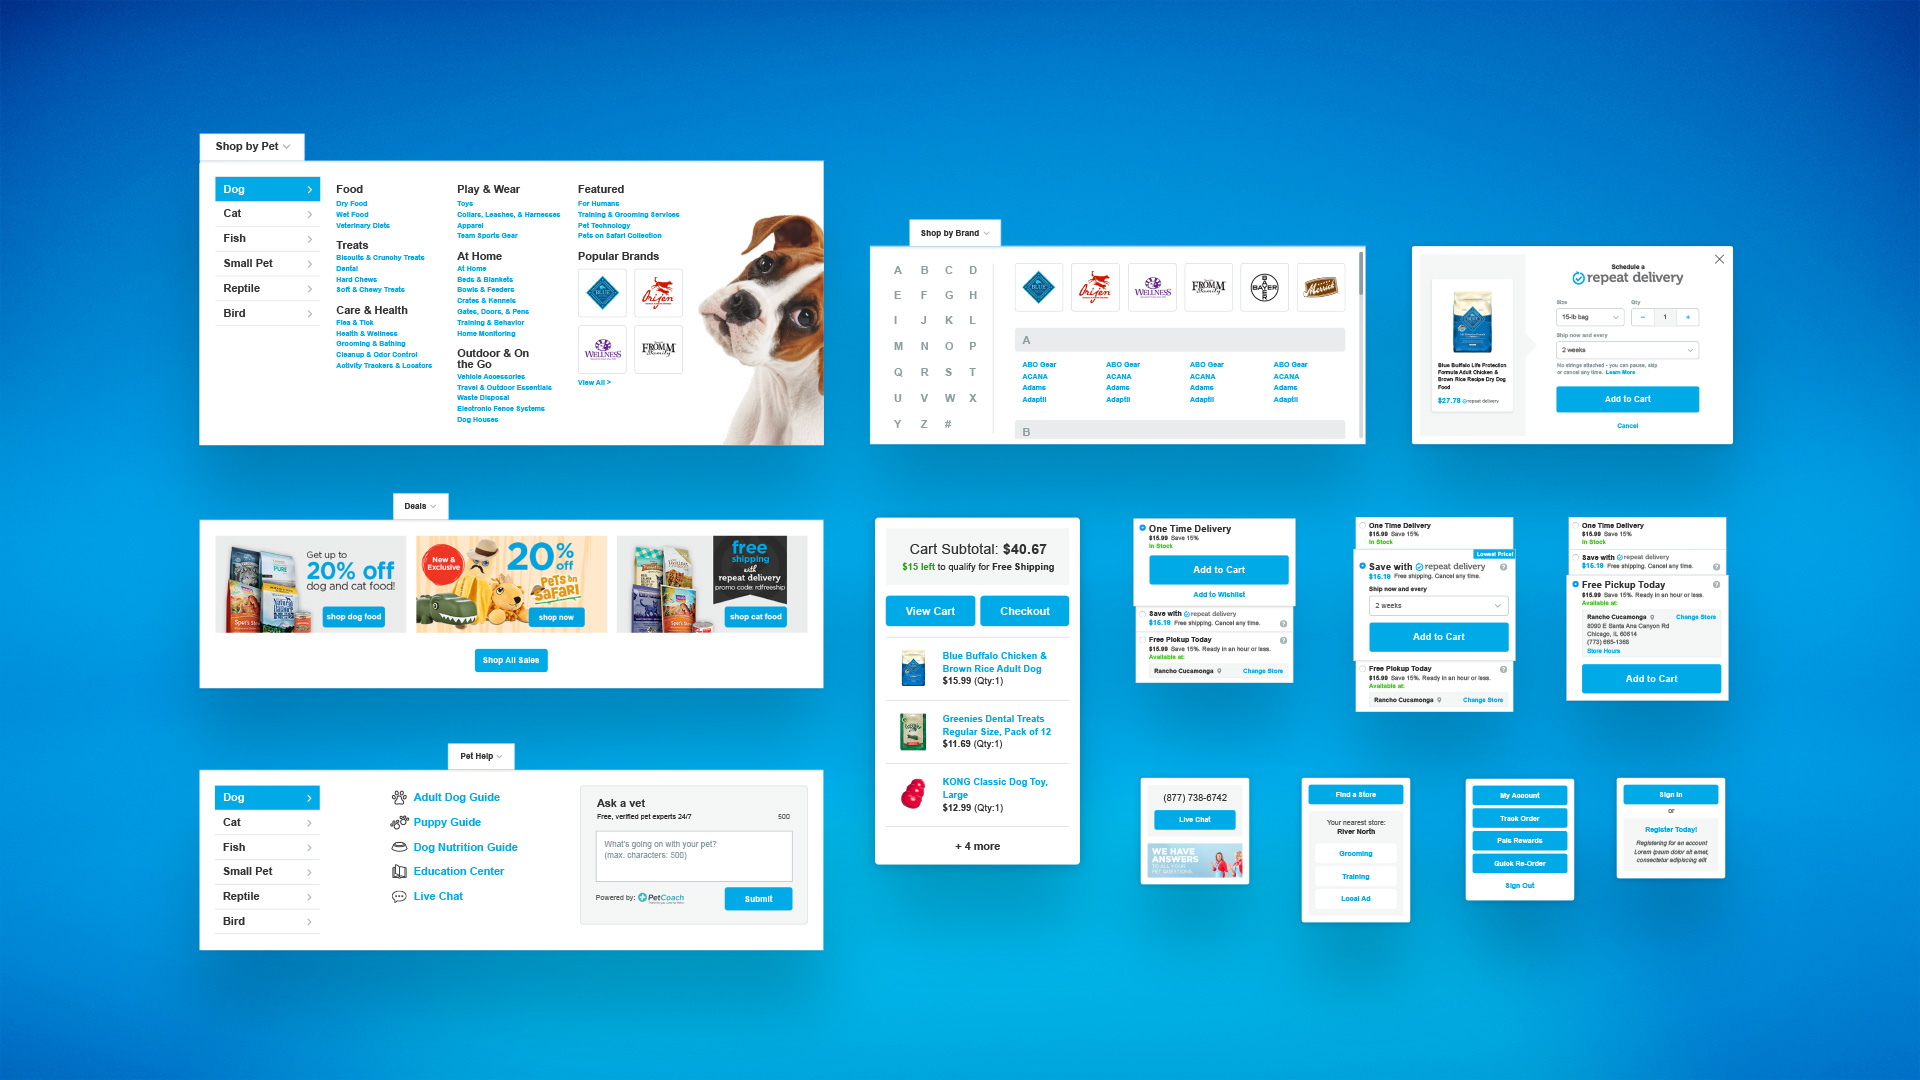 Shop by Pet
Dog
Cat
Fish
Small Pet
Reptile
Bird
Food
Dry Food
Wet Food
Veterinary Diets
Treats
Biscuits & Crunchy Treats
Dental
Hard Chews
Soft & Chewy Treats
Care & Health
Flea & Tick
Health & Wellness
Grooming & Bathing
Cleanup & Odor Control
Activity Trackers & Locators
Play & Wear
Toys
Collars, Leashes, & Harnesses
Apparel
Team Sports Gear
At Home
At Home
Beds & Blankets
Bowls & Feeders
Crates & Kennels
Gates, Doors, & Pens
Training & Behavior
Home Monitoring
Outdoor & On
the Go
Vehicle Accessories
Travel & Outdoor Essentials
Waste Disposal
Electronic Fence Systems
Dog Houses
Featured
For Humans
Training & Grooming Services
Pet Technology
Pets on Safari Collection
Popular Brands
BLUE
Orijen
WELLNESS
FROMM
Family
View All >
Shop by Brand
A B C D
E F G H
I J K L
M N O P
Q R S T
U V W X
Y Z #
BLUE
Orijen
WELLNESS
FROMM
Family
BAYER
Merrick
A
ABO Gear ABO Gear ABO Gear ABO Gear
ACANA ACANA ACANA ACANA
Adams Adams Adams Adams
Adaptil Adaptil Adaptil Adaptil
B
Schedule a
repeat delivery
Blue Buffalo Life Protection
Formula Adult Chicken &
Brown Rice Recipe Dry Dog
Food
$27.78 repeat delivery
Size
Qty
15-lb bag
− 1 +
Ship now and every
2 weeks
No strings attached - you can pause, skip
or cancel any time. Learn More
Add to Cart
Cancel
Deals
Get up to
20% off
dog and cat food!
shop dog food
New &
Exclusive
20%
off
PETS on
SAFARI
shop now
free
shipping
with
repeat delivery
promo code: rdfreeship
shop cat food
Shop All Sales
Cart Subtotal: $40.67
$15 left to qualify for Free Shipping
View Cart
Checkout
Blue Buffalo Chicken &
Brown Rice Adult Dog
$15.99 (Qty:1)
Greenies Dental Treats
Regular Size, Pack of 12
$11.69 (Qty:1)
KONG Classic Dog Toy,
Large
$12.99 (Qty:1)
+ 4 more
One Time Delivery
$15.99 Save 15%
In Stock
Add to Cart
Add to Wishlist
Save with repeat delivery
$15.19 Free shipping. Cancel any time.
Free Pickup Today
$15.99 Save 15%. Ready in an hour or less.
Available at:
Rancho Cucamonga
Change Store
One Time Delivery
$15.99 Save 15%
In Stock
Lowest Price!
Save with repeat delivery
$15.19 Free shipping. Cancel any time.
Ship now and every
2 weeks
Add to Cart
Free Pickup Today
$15.99 Save 15%. Ready in an hour or less.
Available at:
Rancho Cucamonga
Change Store
One Time Delivery
$15.99 Save 15%
In Stock
Save with repeat delivery
$15.19 Free shipping. Cancel any time.
Free Pickup Today
$15.99 Save 15%. Ready in an hour or less.
Available at:
Rancho Cucamonga
Change Store
8090 E Santa Ana Canyon Rd
Chicago, IL 60614
(773) 665-1368
Store Hours
Add to Cart
Pet Help
Dog
Cat
Fish
Small Pet
Reptile
Bird
Adult Dog Guide
Puppy Guide
Dog Nutrition Guide
Education Center
Live Chat
Ask a vet
Free, verified pet experts 24/7
500
What's going on with your pet?
(max. characters: 500)
Powered by: PetCoach
Submit
(877) 738-6742
Live Chat
WE HAVE
ANSWERS
TO ALL YOUR
PET QUESTIONS.
Find a Store
Your nearest store:
River North
Grooming
Training
Local Ad
My Account
Track Order
Pals Rewards
Quick Re-Order
Sign Out
Sign In
or
Register Today!
Registering for an account
Lorem ipsum dolor sit amet,
consectetur adipiscing elit